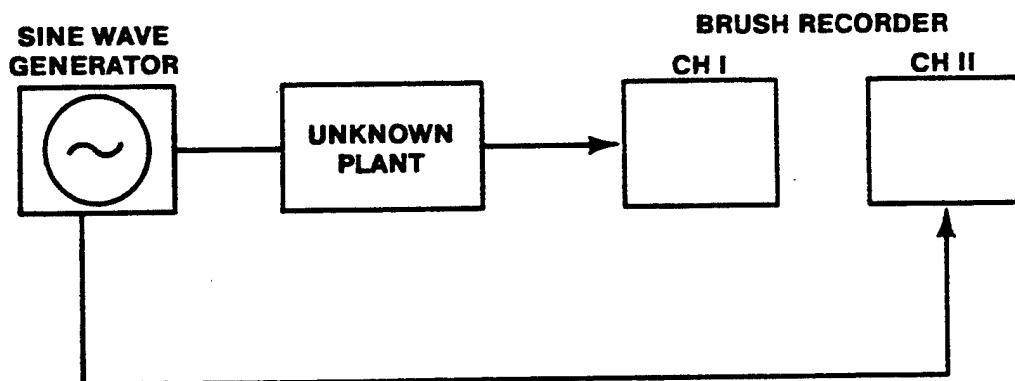 BRUSH RECORDER
SINE WAVE
GENERATOR
CH I
CH II
UNKNOWN
PLANT